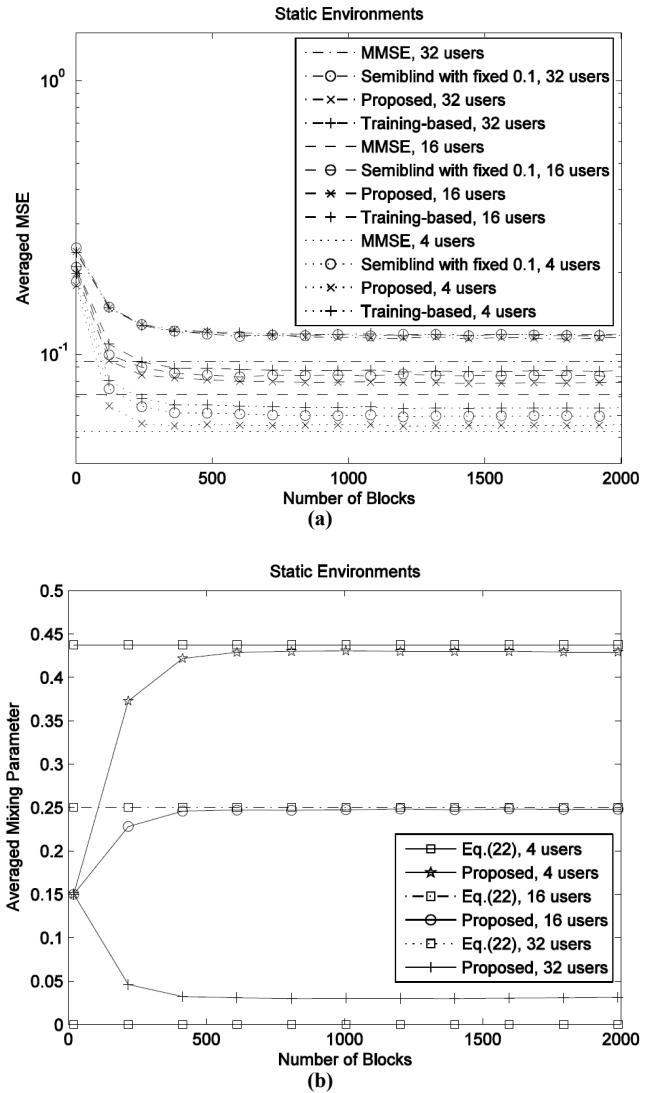 Static Environments
10^0
10^-1
Averaged MSE
MMSE, 32 users
Semiblind with fixed 0.1, 32 users
Proposed, 32 users
Training-based, 32 users
MMSE, 16 users
Semiblind with fixed 0.1, 16 users
Proposed, 16 users
Training-based, 16 users
MMSE, 4 users
Semiblind with fixed 0.1, 4 users
Proposed, 4 users
Training-based, 4 users
0 500 1000 1500 2000
Number of Blocks
(a)
Static Environments
0.5
0.45
0.4
0.35
0.3
0.25
0.2
0.15
0.1
0.05
0
Averaged Mixing Parameter
Eq.(22), 4 users
Proposed, 4 users
Eq.(22), 16 users
Proposed, 16 users
Eq.(22), 32 users
Proposed, 32 users
0 500 1000 1500 2000
Number of Blocks
(b)